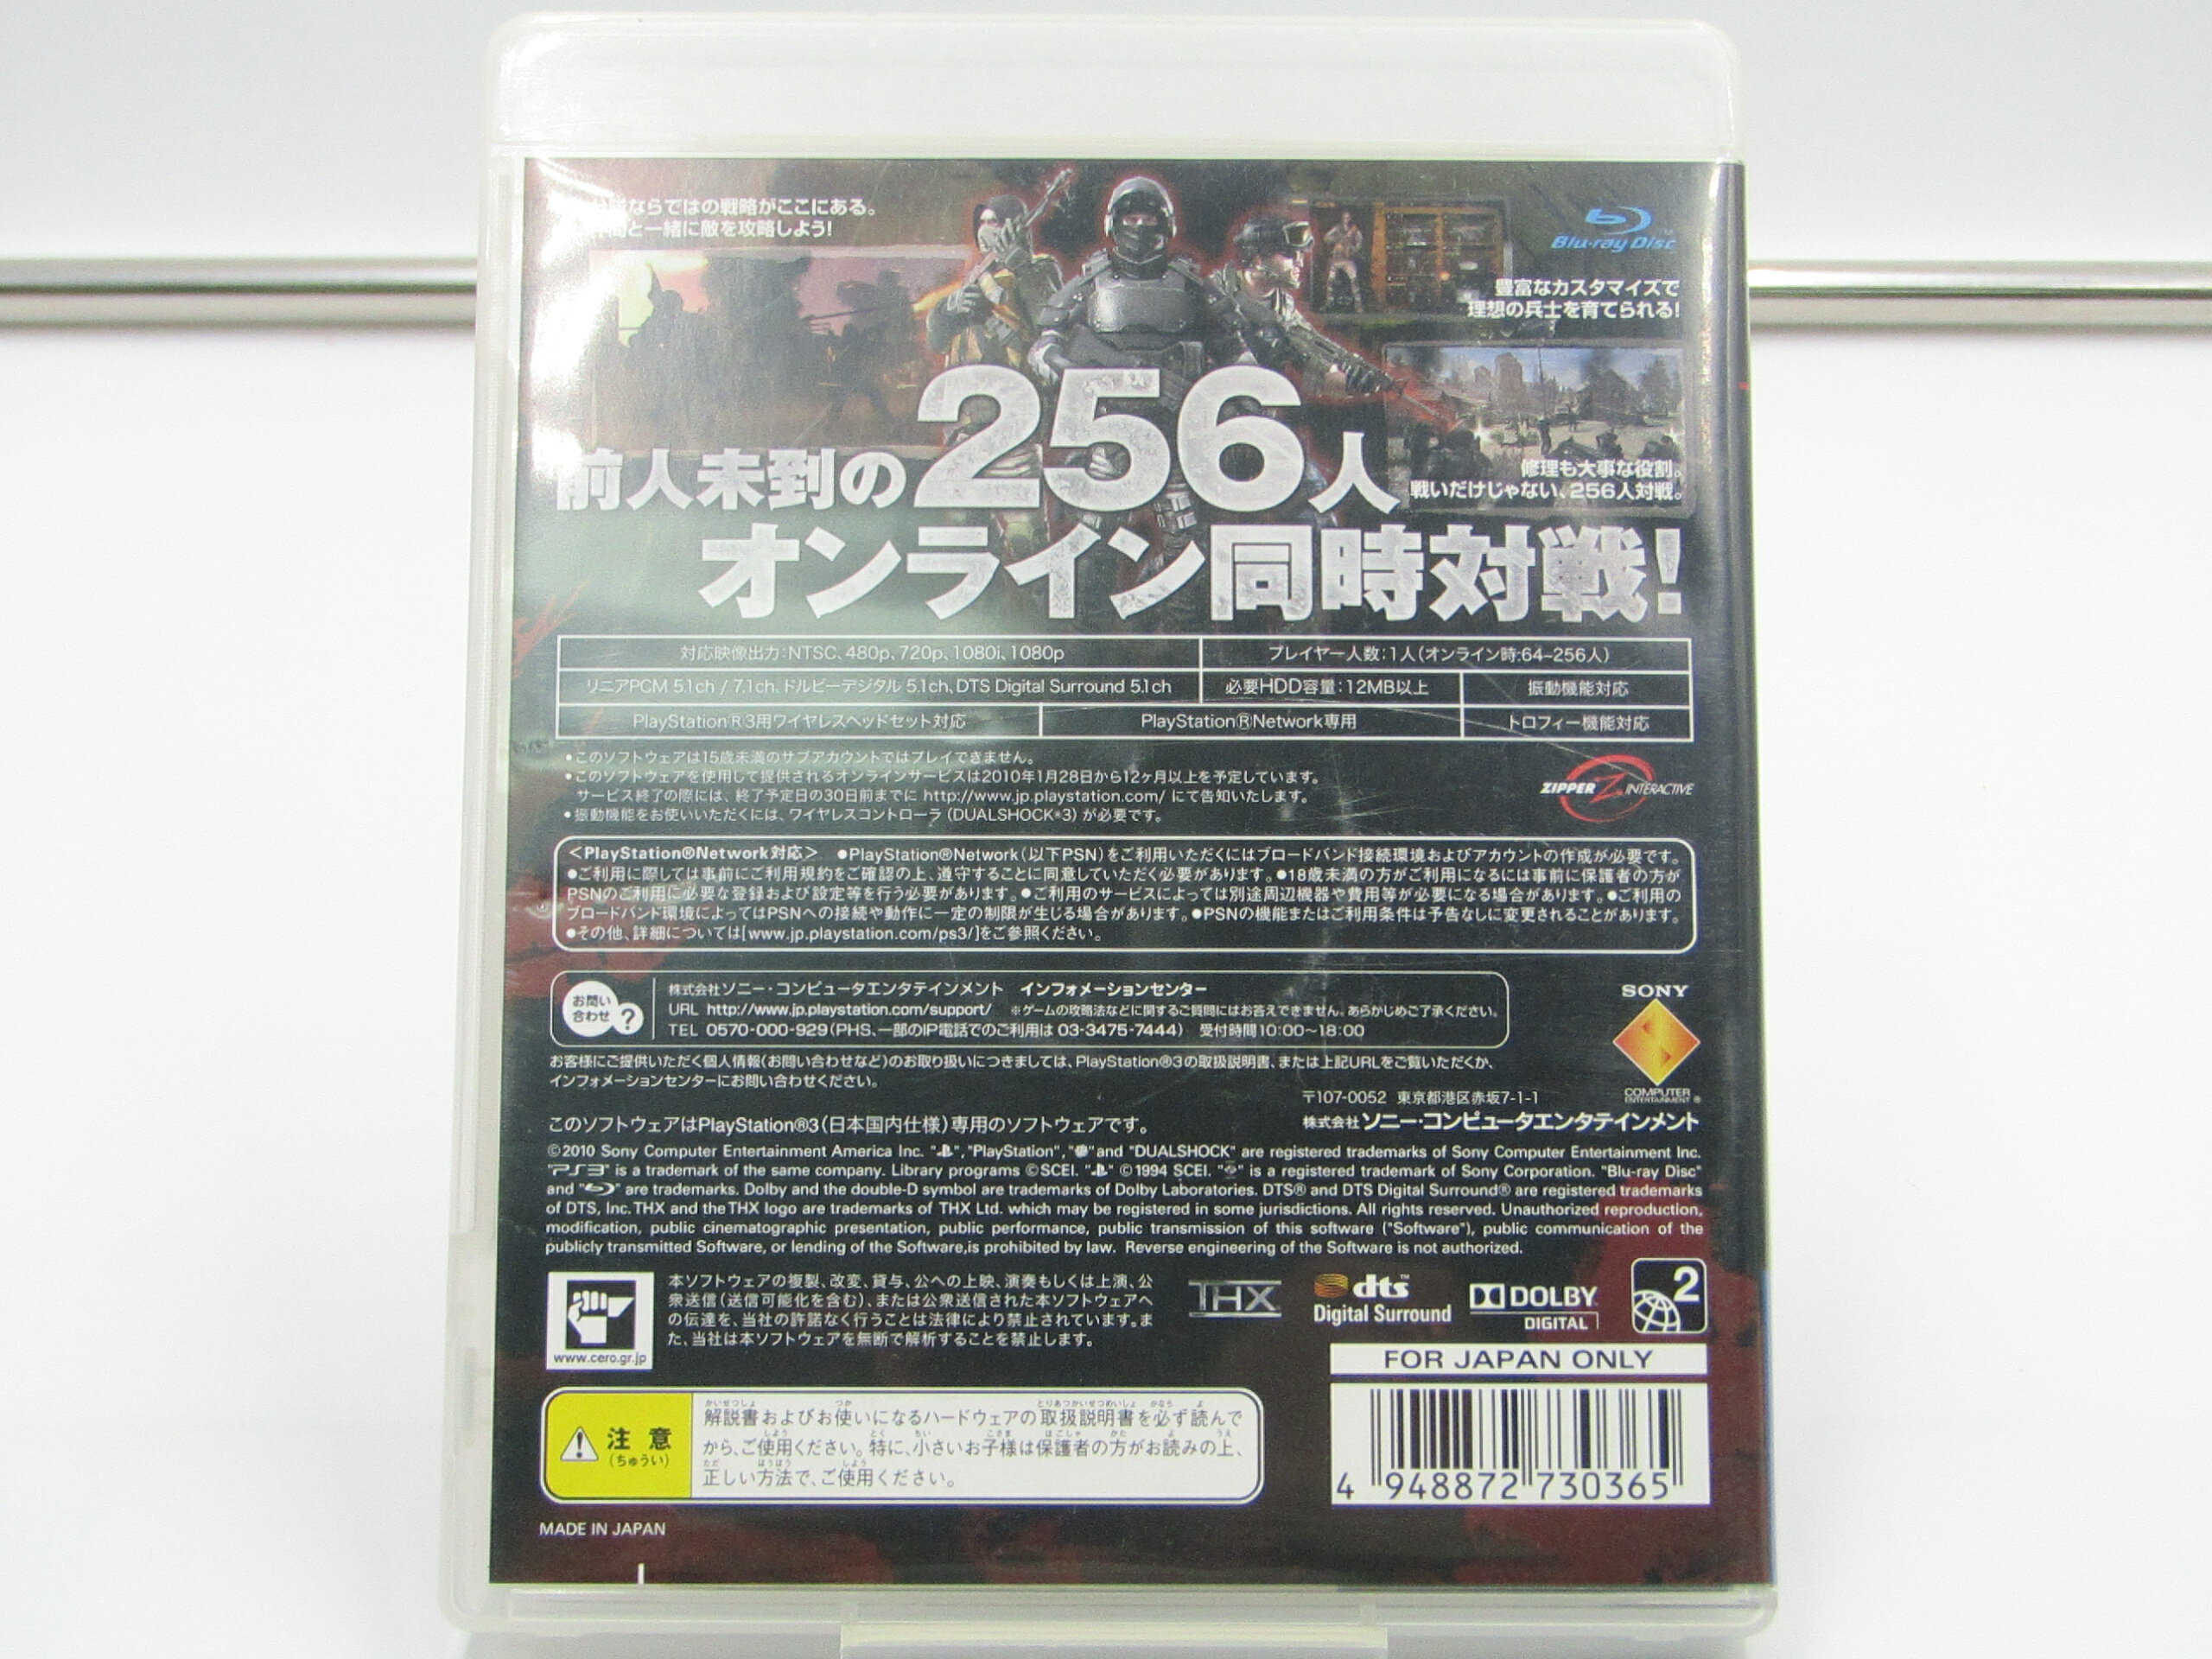 ならではの戦略がここにある。
と一緒に敵を攻略しよう!
Blu-ray Disc
豊富なカスタマイズで
理想の兵士を育てられる!
修理も大事な役割。
戦いだけじゃない、256人対戦。
前人未到の256人
オンライン同時対戦!
対応映像出力:NTSC、480p、720p、1080i、1080p
プレイヤー人数:1人(オンライン時:64~256人)
リニアPCM 5.1ch / 7.1ch、ドルビーデジタル 5.1ch、DTS Digital Surround 5.1ch
必要HDD容量:12MB以上
振動機能対応
PlayStation®3用ワイヤレスヘッドセット対応
PlayStation®Network専用
トロフィー機能対応
●このソフトウェアは15歳未満のサブアカウントではプレイできません。
●このソフトウェアを使用して提供されるオンラインサービスは2010年1月28日から12ヶ月以上を予定しています。
サービス終了の際には、終了予定日の30日前までに http://www.jp.playstation.com/ にて告知いたします。
●振動機能をお使いいただくには、ワイヤレスコントローラ(DUALSHOCK®3)が必要です。
ZIPPER INTERACTIVE
<PlayStation®Network対応> ●PlayStation®Network(以下PSN)をご利用いただくにはブロードバンド接続環境およびアカウントの作成が必要です。
●ご利用に際しては事前にご利用規約をご確認の上、遵守することに同意していただく必要があります。●18歳未満の方がご利用になるには事前に保護者の方が
PSNのご利用に必要な登録および設定等を行う必要があります。●ご利用のサービスによっては別途周辺機器や費用等が必要になる場合があります。●ご利用の
ブロードバンド環境によってはPSNへの接続や動作に一定の制限が生じる場合があります。●PSNの機能またはご利用条件は予告なしに変更されることがあります。
●その他、詳細については[www.jp.playstation.com/ps3/]をご参照ください。
お問い
合わせ ?
株式会社ソニー・コンピュータエンタテインメント インフォメーションセンター
URL http://www.jp.playstation.com/support/ ※ゲームの攻略法などに関するご質問にはお答えできません。あらかじめご了承ください。
TEL 0570-000-929(PHS、一部のIP電話でのご利用は 03-3475-7444) 受付時間10:00~18:00
お客様にご提供いただく個人情報(お問い合わせなど)のお取り扱いにつきましては、PlayStation®3の取扱説明書、または上記URLをご覧いただくか、
インフォメーションセンターにお問い合わせください。
SONY
COMPUTER
ENTERTAINMENT®
〒107-0052 東京都港区赤坂7-1-1
株式会社ソニー・コンピュータエンタテインメント
このソフトウェアはPlayStation®3(日本国内仕様)専用のソフトウェアです。
©2010 Sony Computer Entertainment America Inc. "", "PlayStation", "" and "DUALSHOCK" are registered trademarks of Sony Computer Entertainment Inc.
"PS3" is a trademark of the same company. Library programs ©SCEI. "" ©1994 SCEI. "" is a registered trademark of Sony Corporation. "Blu-ray Disc"
and "" are trademarks. Dolby and the double-D symbol are trademarks of Dolby Laboratories. DTS® and DTS Digital Surround® are registered trademarks
of DTS, Inc. THX and the THX logo are trademarks of THX Ltd. which may be registered in some jurisdictions. All rights reserved. Unauthorized reproduction,
modification, public cinematographic presentation, public performance, public transmission of this software ("Software"), public communication of the
publicly transmitted Software, or lending of the Software,is prohibited by law. Reverse engineering of the Software is not authorized.
www.cero.gr.jp
本ソフトウェアの複製、改変、貸与、公への上映、演奏もしくは上演、公
衆送信(送信可能化を含む)、または公衆送信された本ソフトウェアへ
の伝達を、当社の許諾なく行うことは法律により禁止されています。ま
た、当社は本ソフトウェアを無断で解析することを禁止します。
THX
dts™
Digital Surround
DOLBY
DIGITAL
2
FOR JAPAN ONLY
注意
(ちゅうい)
解説書およびお使いになるハードウェアの取扱説明書を必ず読んで
から、ご使用ください。特に、小さいお子様は保護者の方がお読みの上、
正しい方法で、ご使用ください。
4 948872 730365
MADE IN JAPAN